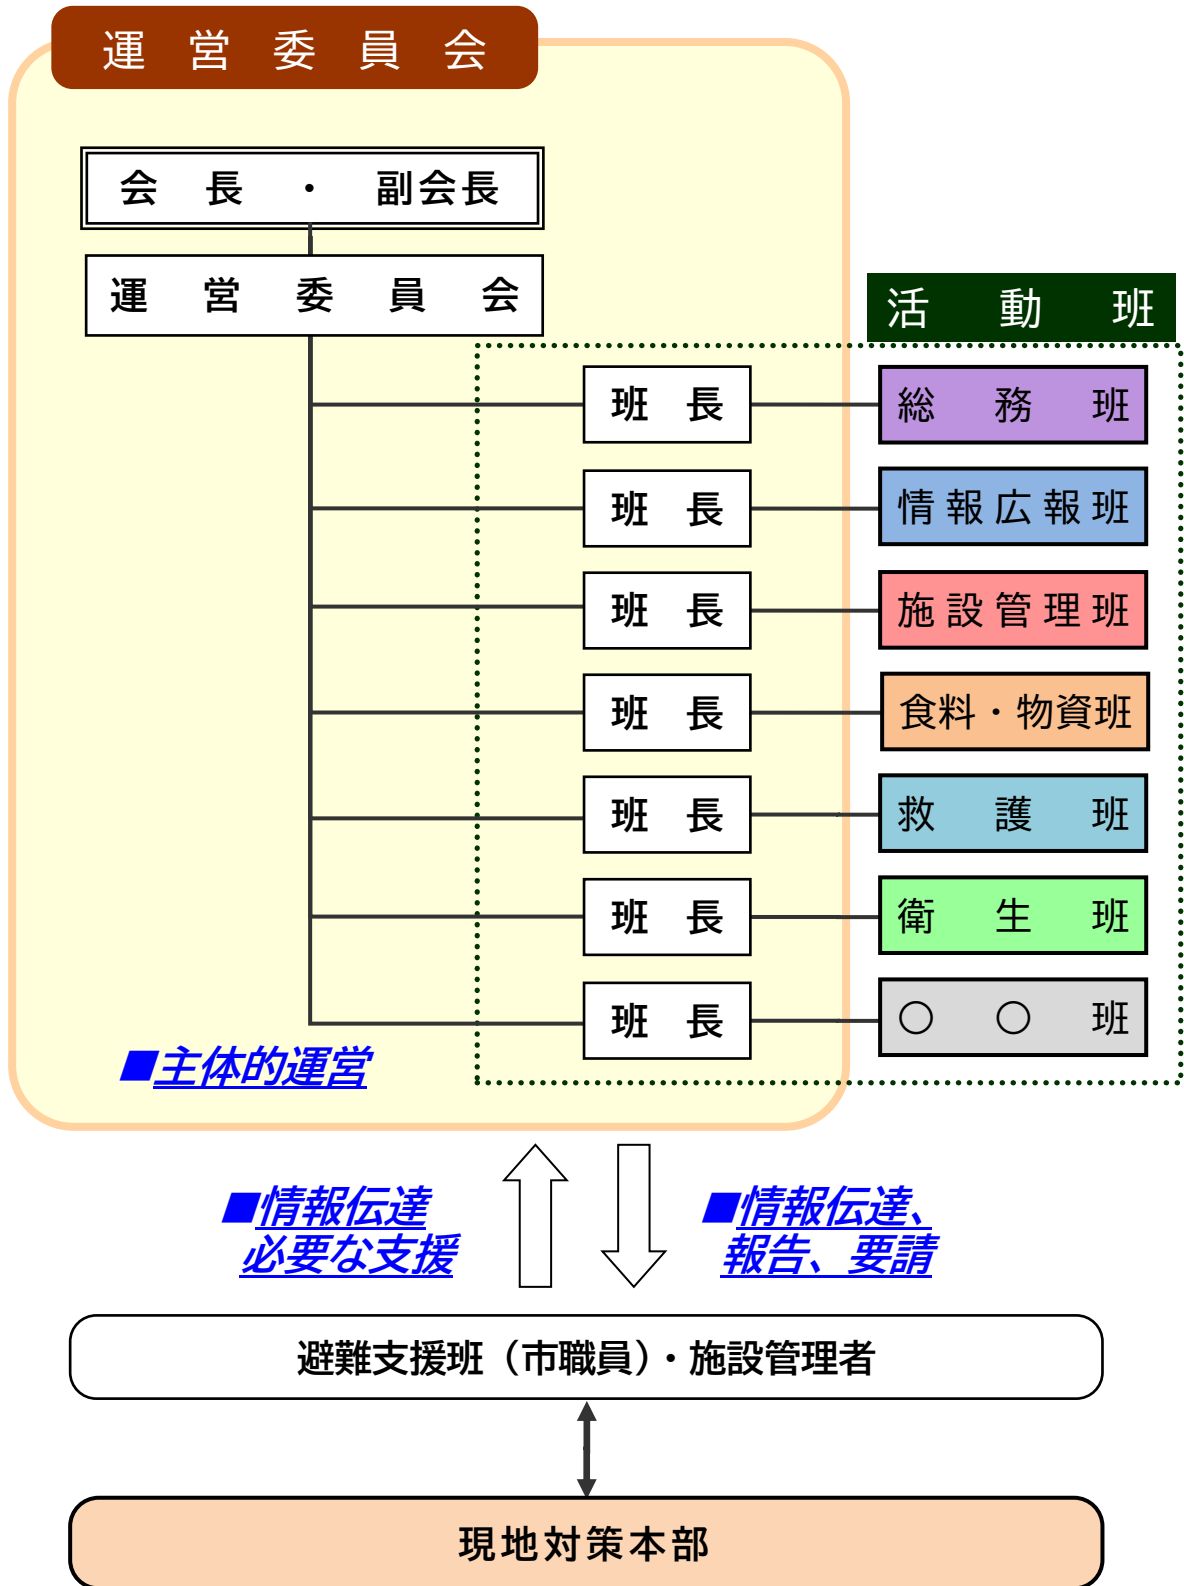 運営委員会
会長・副会長
運営委員会
活動班
班長
総務班
班長
情報広報班
班長
施設管理班
班長
食料・物資班
班長
救護班
班長
衛生班
班長
○○班
■主体的運営
■情報伝達
必要な支援
■情報伝達、
報告、要請
避難支援班（市職員）・施設管理者
現地対策本部